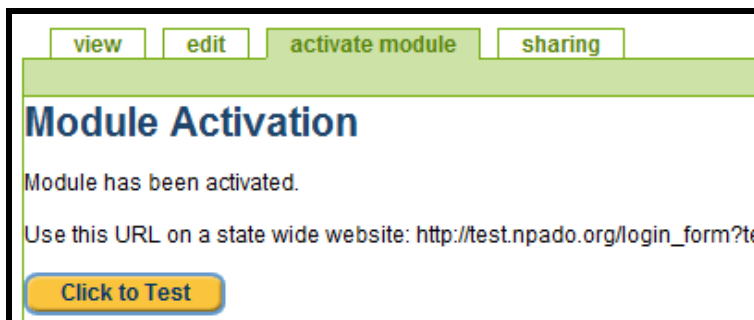 view edit activate module sharing
Module Activation
Module has been activated.
Use this URL on a state wide website: http://test.npado.org/login_form?te
Click to Test